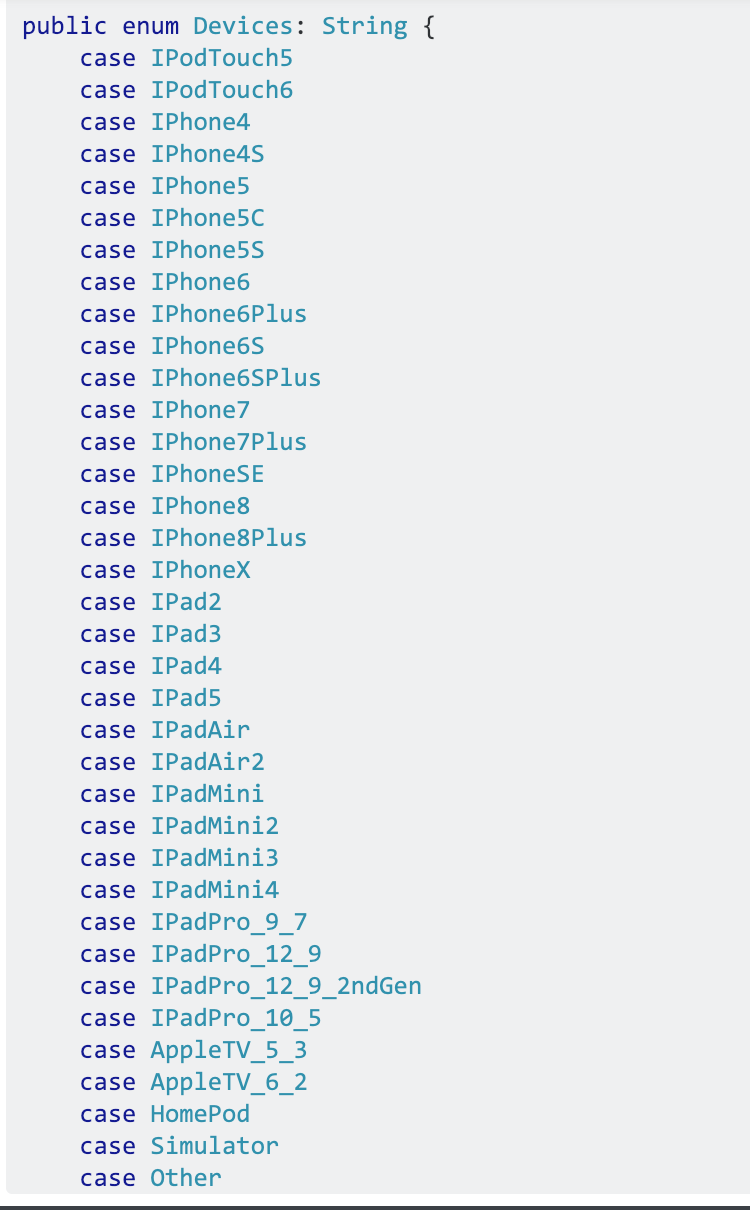 public enum Devices: String {
    case IPodTouch5
    case IPodTouch6
    case IPhone4
    case IPhone4S
    case IPhone5
    case IPhone5C
    case IPhone5S
    case IPhone6
    case IPhone6Plus
    case IPhone6S
    case IPhone6SPlus
    case IPhone7
    case IPhone7Plus
    case IPhoneSE
    case IPhone8
    case IPhone8Plus
    case IPhoneX
    case IPad2
    case IPad3
    case IPad4
    case IPad5
    case IPadAir
    case IPadAir2
    case IPadMini
    case IPadMini2
    case IPadMini3
    case IPadMini4
    case IPadPro_9_7
    case IPadPro_12_9
    case IPadPro_12_9_2ndGen
    case IPadPro_10_5
    case AppleTV_5_3
    case AppleTV_6_2
    case HomePod
    case Simulator
    case Other